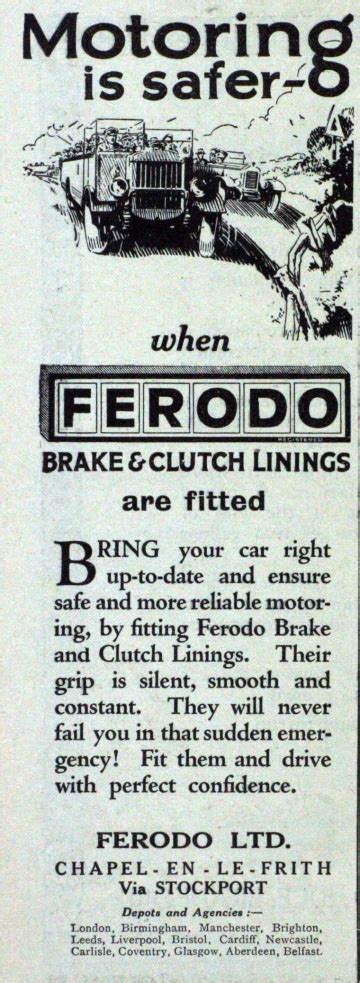 Motoring
is safer-
when
FERODO
REGISTERED
BRAKE & CLUTCH LININGS
are fitted
BRING your car right
up-to-date and ensure
safe and more reliable motor-
ing, by fitting Ferodo Brake
and Clutch Linings. Their
grip is silent, smooth and
constant. They will never
fail you in that sudden emer-
gency! Fit them and drive
with perfect confidence.
FERODO LTD.
CHAPEL-EN-LE-FRITH
Via STOCKPORT
Depots and Agencies :—
London, Birmingham, Manchester, Brighton,
Leeds, Liverpool, Bristol, Cardiff, Newcastle,
Carlisle, Coventry, Glasgow, Aberdeen, Belfast.